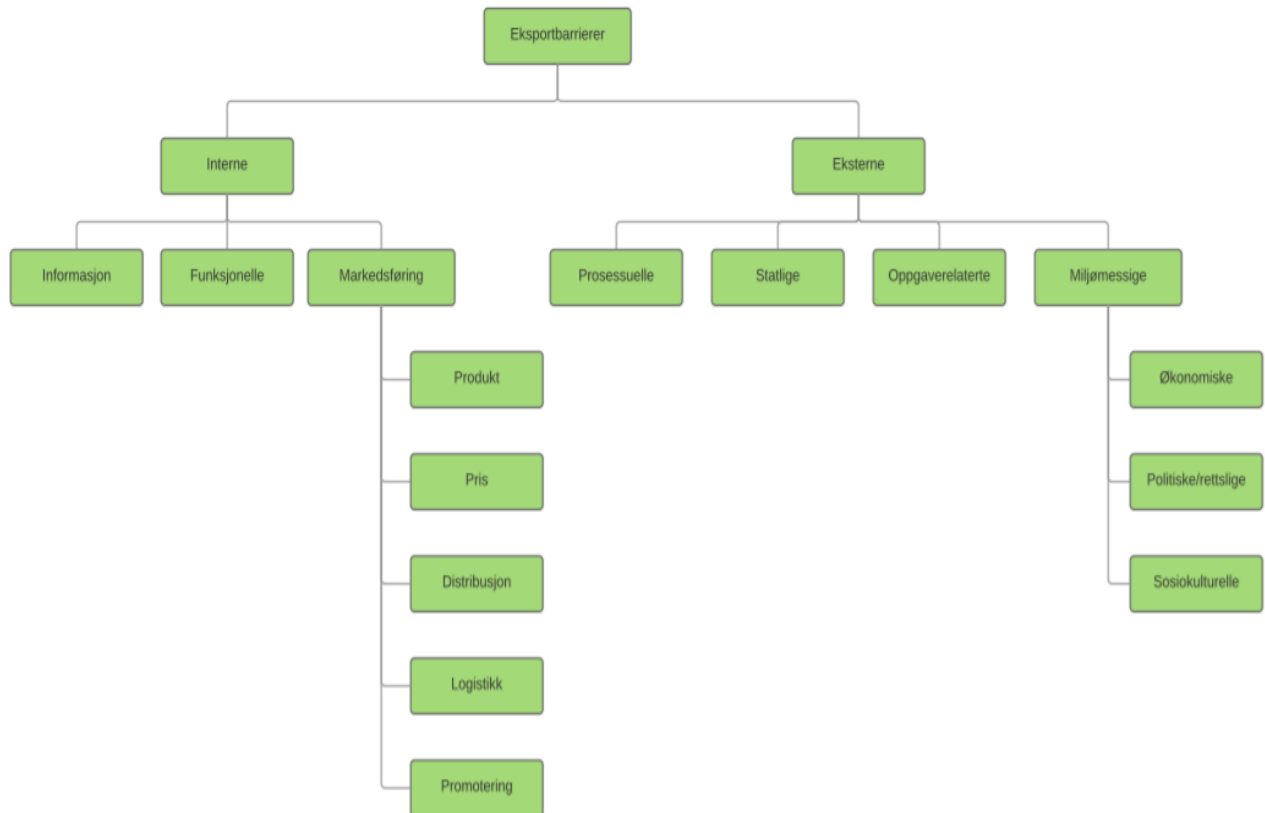 Eksportbarrierer
Interne
Eksterne
Informasjon
Funksjonelle
Markedsføring
Prosessuelle
Statlige
Oppgaverelaterte
Miljømessige
Produkt
Økonomiske
Pris
Politiske/rettslige
Distribusjon
Sosiokulturelle
Logistikk
Promotering